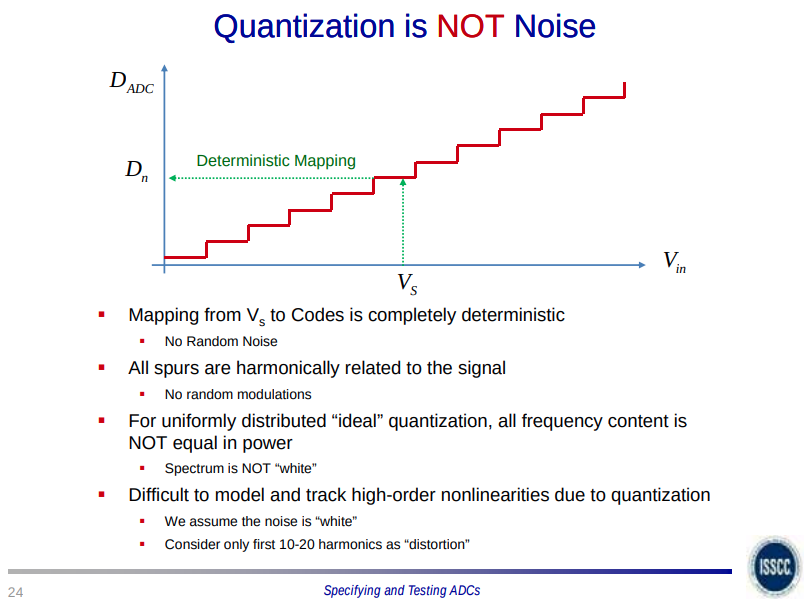 Quantization is NOT Noise
D_ADC
Deterministic Mapping
D_n
V_in
V_S
Mapping from V_s to Codes is completely deterministic
No Random Noise
All spurs are harmonically related to the signal
No random modulations
For uniformly distributed “ideal” quantization, all frequency content is
NOT equal in power
Spectrum is NOT “white”
Difficult to model and track high-order nonlinearities due to quantization
We assume the noise is “white”
Consider only first 10-20 harmonics as “distortion”
ISSCC
24
Specifying and Testing ADCs